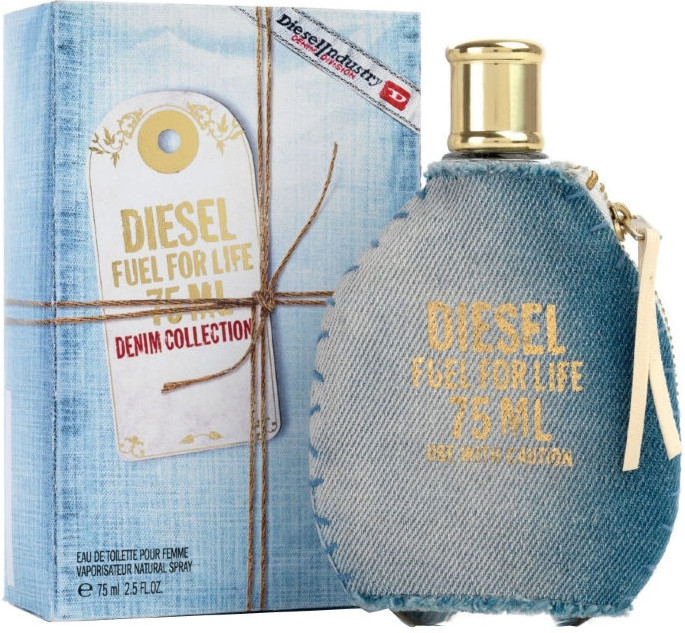 DieselIndustry
DENIM DIVISION
D
DIESEL
FUEL FOR LIFE
75 ML
DENIM COLLECTION
EAU DE TOILETTE POUR FEMME
VAPORISATEUR NATURAL SPRAY
e 75 ml 2.5 FL.OZ.
DIESEL
FUEL FOR LIFE
75 ML
USE WITH CAUTION